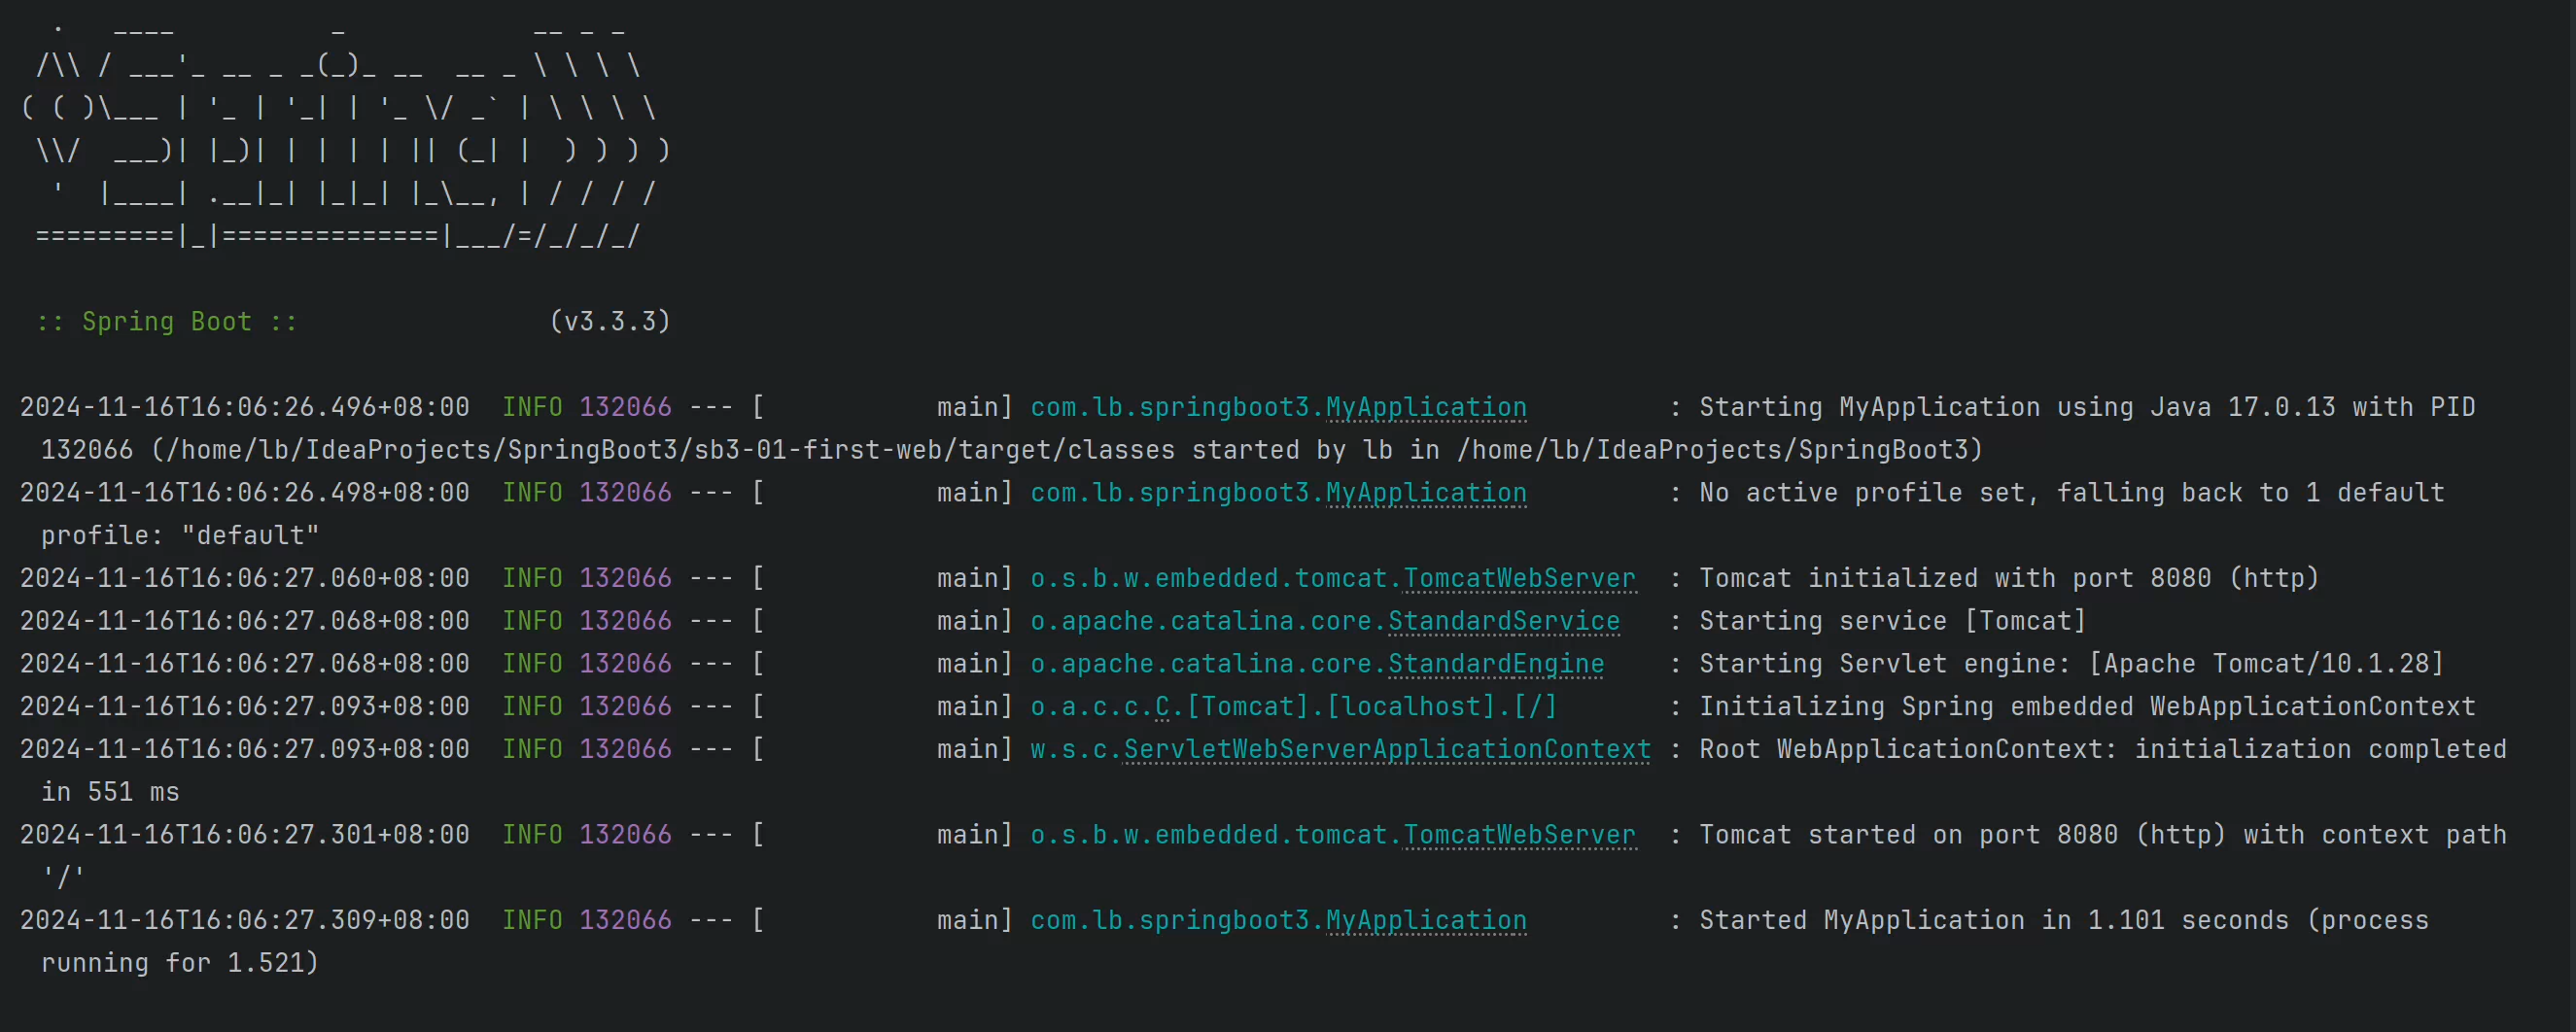 .   ____          _            __ _ _
 /\\ / ___'_ __ _ _(_)_ __  __ _ \ \ \ \
( ( )\___ | '_ | '_| | '_ \/ _` | \ \ \ \
 \\/  ___)| |_)| | | | | || (_| |  ) ) ) )
  '  |____| .__|_| |_|_| |_\__, | / / / /
 =========|_|==============|___/=/_/_/_/

 :: Spring Boot ::                (v3.3.3)

2024-11-16T16:06:26.496+08:00  INFO 132066 --- [           main] com.lb.springboot3.MyApplication         : Starting MyApplication using Java 17.0.13 with PID
132066 (/home/lb/IdeaProjects/SpringBoot3/sb3-01-first-web/target/classes started by lb in /home/lb/IdeaProjects/SpringBoot3)
2024-11-16T16:06:26.498+08:00  INFO 132066 --- [           main] com.lb.springboot3.MyApplication         : No active profile set, falling back to 1 default
profile: "default"
2024-11-16T16:06:27.060+08:00  INFO 132066 --- [           main] o.s.b.w.embedded.tomcat.TomcatWebServer  : Tomcat initialized with port 8080 (http)
2024-11-16T16:06:27.068+08:00  INFO 132066 --- [           main] o.apache.catalina.core.StandardService   : Starting service [Tomcat]
2024-11-16T16:06:27.068+08:00  INFO 132066 --- [           main] o.apache.catalina.core.StandardEngine    : Starting Servlet engine: [Apache Tomcat/10.1.28]
2024-11-16T16:06:27.093+08:00  INFO 132066 --- [           main] o.a.c.c.C.[Tomcat].[localhost].[/]       : Initializing Spring embedded WebApplicationContext
2024-11-16T16:06:27.093+08:00  INFO 132066 --- [           main] w.s.c.ServletWebServerApplicationContext : Root WebApplicationContext: initialization completed
in 551 ms
2024-11-16T16:06:27.301+08:00  INFO 132066 --- [           main] o.s.b.w.embedded.tomcat.TomcatWebServer  : Tomcat started on port 8080 (http) with context path
'/'
2024-11-16T16:06:27.309+08:00  INFO 132066 --- [           main] com.lb.springboot3.MyApplication         : Started MyApplication in 1.101 seconds (process
running for 1.521)